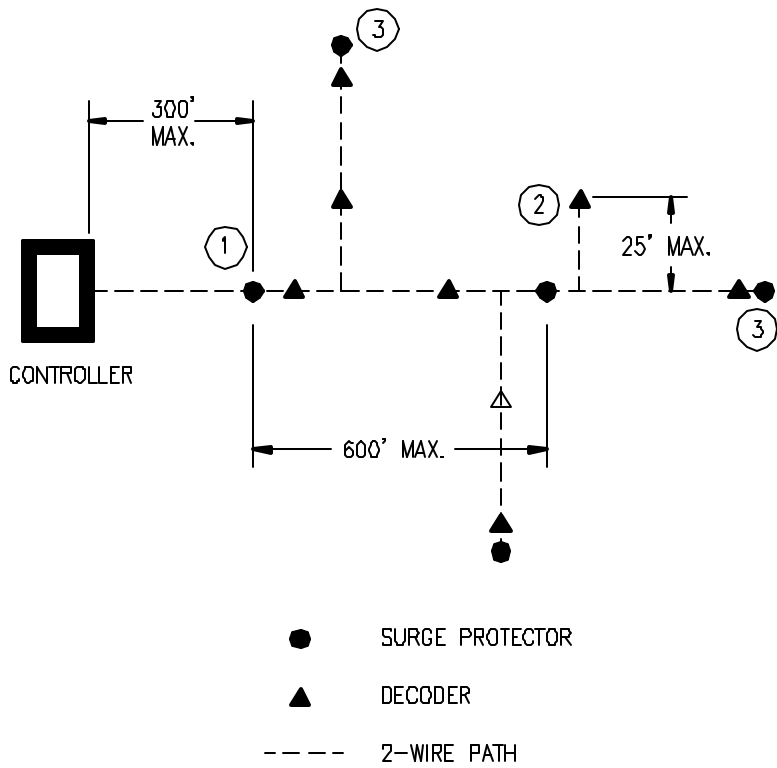 3
300'
MAX.
2
1
25' MAX.
3
CONTROLLER
600' MAX.
SURGE PROTECTOR
DECODER
2-WIRE PATH